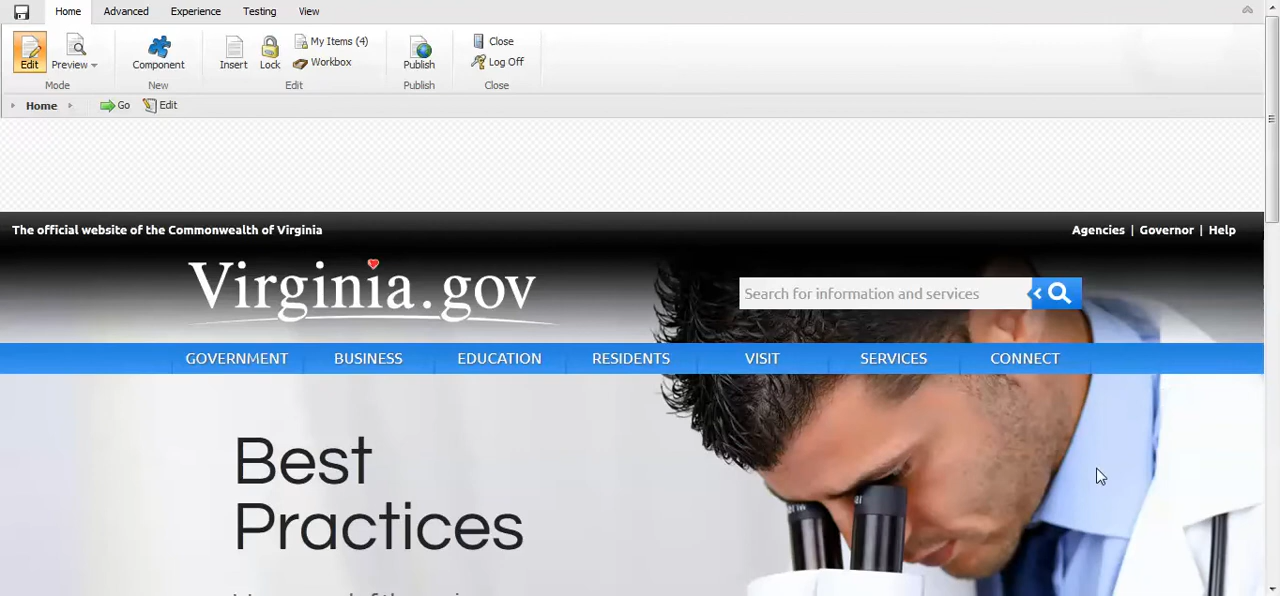 Home Advanced Experience Testing View
Edit Preview Component Insert Lock My Items (4) Workbox Publish Close Log Off
Mode New Edit Publish Close
Home Go Edit
The official website of the Commonwealth of Virginia
Agencies | Governor | Help
Virginia.gov
Search for information and services
GOVERNMENT BUSINESS EDUCATION RESIDENTS VISIT SERVICES CONNECT
Best
Practices